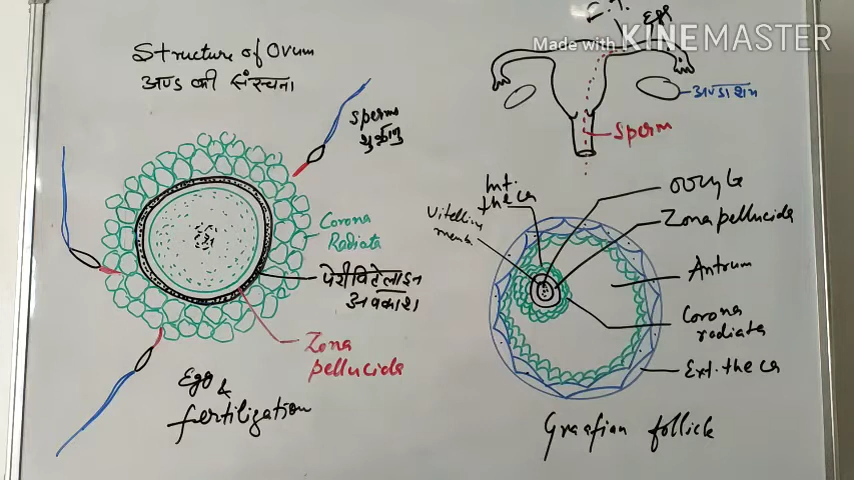 Structure of Ovum
अण्ड की संरचना
sperm
शुक्राणु
Corona
Radiata
पेरीविटेलाइन
अवकाश
Zona
pellucida
Egg &
fertilization
F.T.
Egg
Made with KINEMASTER
अण्डाशय
Sperm
Int.
theca
Vitelline
memb
oocyte
Zona pellucida
Antrum
Corona
radiata
Ext. theca
Graafian follicle